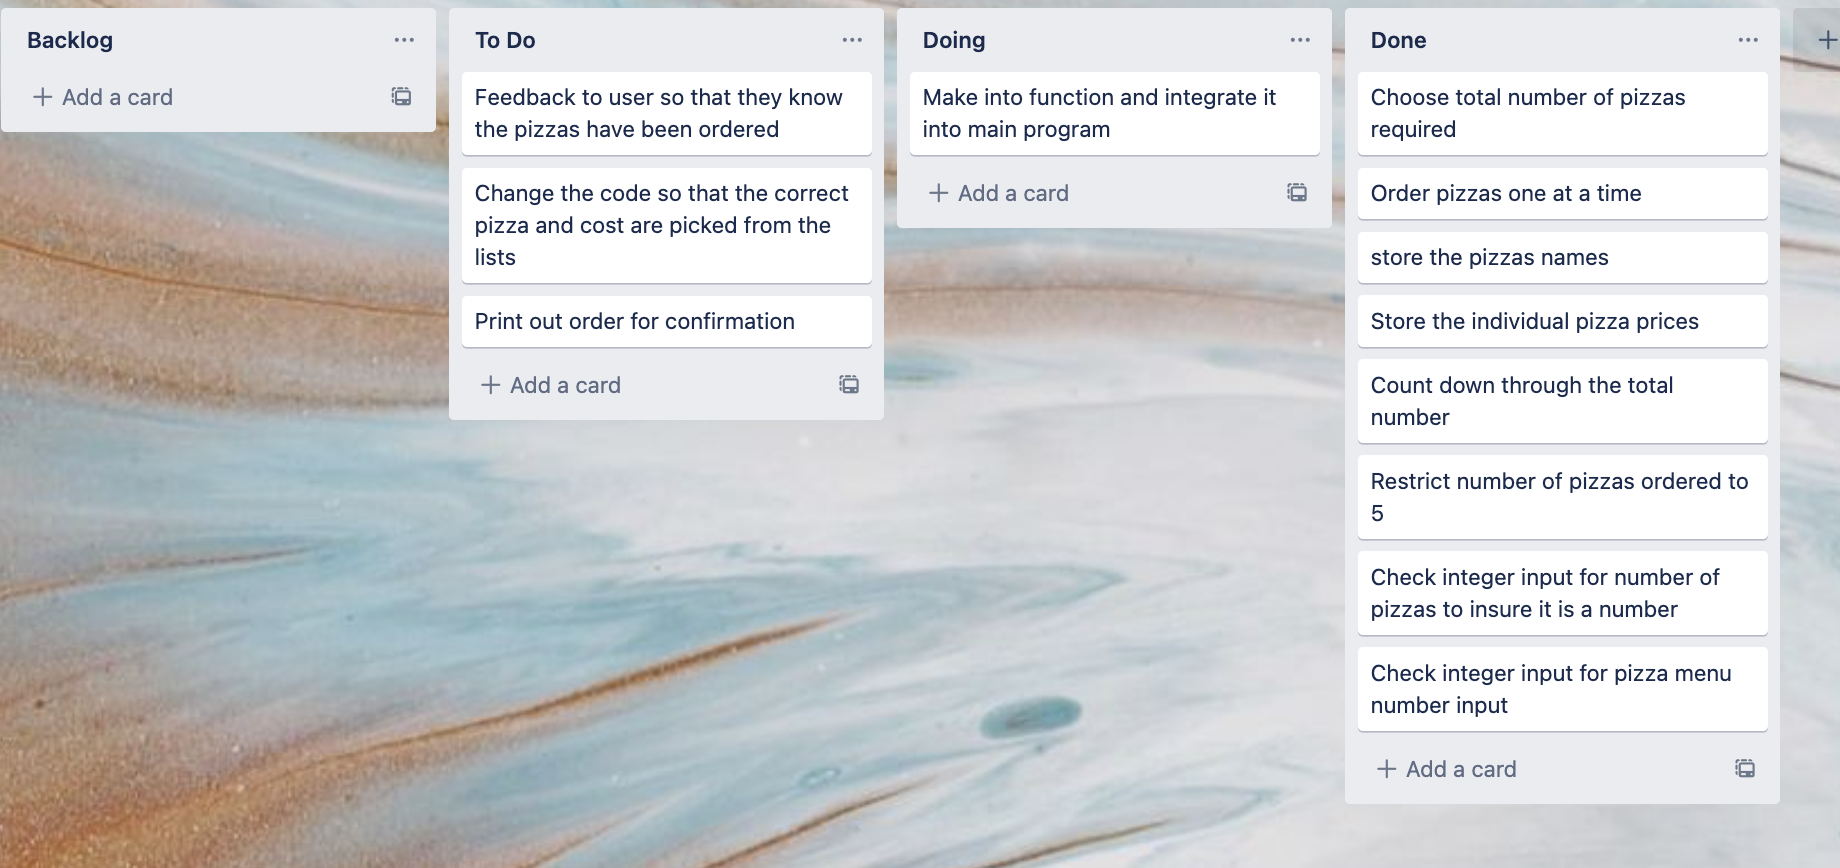 Backlog
+ Add a card
To Do
Feedback to user so that they know
the pizzas have been ordered
Change the code so that the correct
pizza and cost are picked from the
lists
Print out order for confirmation
+ Add a card
Doing
Make into function and integrate it
into main program
+ Add a card
Done
Choose total number of pizzas
required
Order pizzas one at a time
store the pizzas names
Store the individual pizza prices
Count down through the total
number
Restrict number of pizzas ordered to
5
Check integer input for number of
pizzas to insure it is a number
Check integer input for pizza menu
number input
+ Add a card